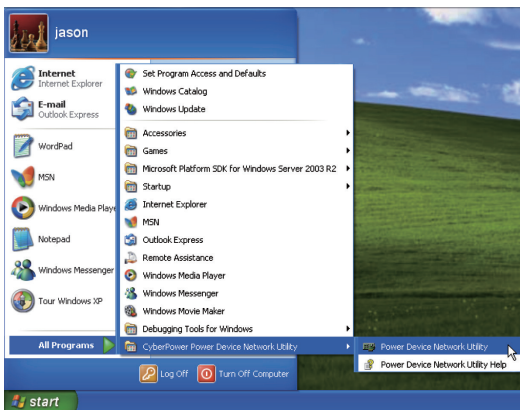 jason
Internet
Internet Explorer
E-mail
Outlook Express
WordPad
MSN
Windows Media Playe
Notepad
Windows Messenger
Tour Windows XP
All Programs
Set Program Access and Defaults
Windows Catalog
Windows Update
Accessories
Games
Microsoft Platform SDK for Windows Server 2003 R2
Startup
Internet Explorer
MSN
Outlook Express
Remote Assistance
Windows Media Player
Windows Messenger
Windows Movie Maker
Debugging Tools for Windows
CyberPower Power Device Network Utility
Power Device Network Utility
Power Device Network Utility Help
Log Off
Turn Off Computer
start